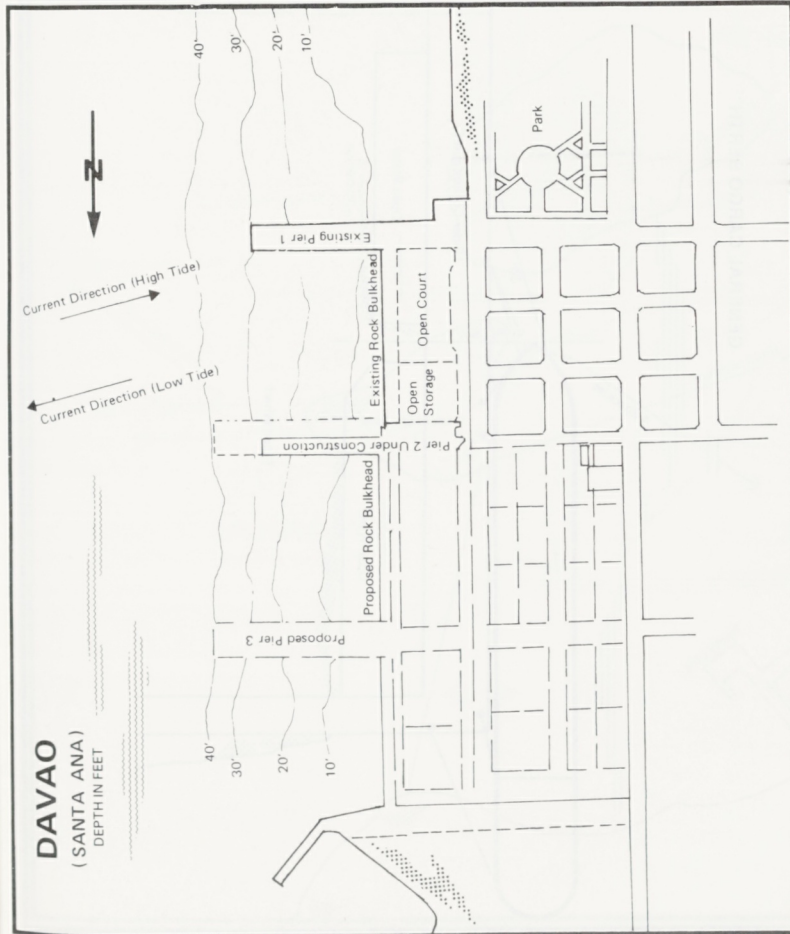 DAVAO
( SANTA ANA)
DEPTH IN FEET
N
40'
30'
20'
10'
Current Direction (High Tide)
Current Direction (Low Tide)
Existing Pier 1
Park
Existing Rock Bulkhead
Open Court
Open
Storage
Pier 2 Under Construction
Proposed Rock Bulkhead
Proposed Pier 3
40'
30'
20'
10'